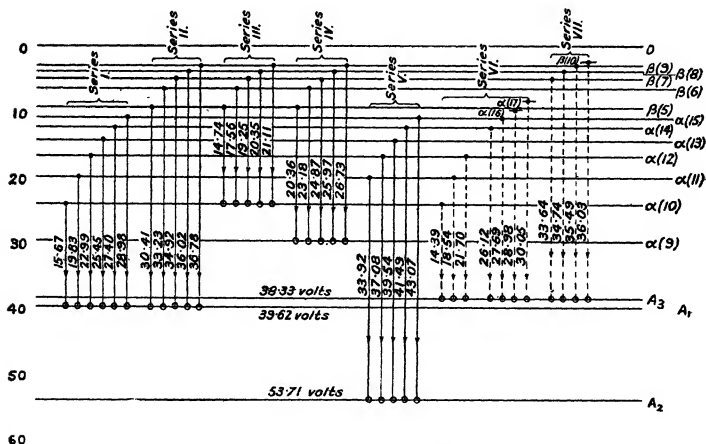 Series I.
Series II.
Series III.
Series IV.
Series V.
Series VI.
Series VII.
0
10
20
30
40
50
60
0
β(10)
β(9)
β(8)
β(7)
β(6)
β(5)
α(17)
α(16)
α(15)
α(14)
α(13)
α(12)
α(11)
α(10)
α(9)
15·67
19·83
22·99
25·45
27·40
28·98
30·41
33·23
34·92
36·02
36·78
14·74
17·56
19·25
20·35
21·11
20·36
23·18
24·87
25·97
26·73
33·92
37·08
39·54
41·49
43·07
14·39
18·54
21·70
26·12
27·69
28·98
30·05
33·64
34·74
35·49
36·03
38·33 volts
A3
39·62 volts
A1
53·71 volts
A2